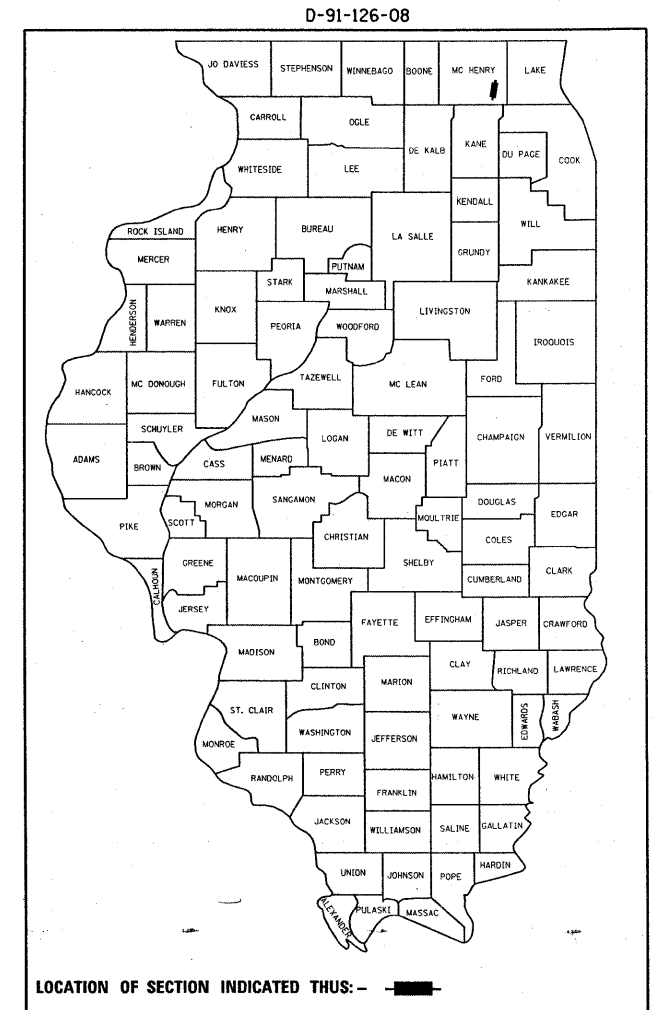 D-91-126-08
JO DAVIESS
STEPHENSON
WINNEBAGO
BOONE
MC HENRY
LAKE
CARROLL
OGLE
DE KALB
KANE
DU PAGE
COOK
WHITESIDE
LEE
KENDALL
WILL
ROCK ISLAND
HENRY
BUREAU
LA SALLE
GRUNDY
MERCER
PUTNAM
KANKAKEE
STARK
MARSHALL
HENDERSON
WARREN
KNOX
PEORIA
WOODFORD
LIVINGSTON
IROQUOIS
HANCOCK
MC DONOUGH
FULTON
TAZEWELL
MC LEAN
FORD
MASON
SCHUYLER
LOGAN
DE WITT
CHAMPAIGN
VERMILION
ADAMS
BROWN
CASS
MENARD
PIATT
MACON
PIKE
SCOTT
MORGAN
SANGAMON
MOULTRIE
DOUGLAS
EDGAR
CHRISTIAN
COLES
CALHOUN
GREENE
MACOUPIN
MONTGOMERY
SHELBY
CUMBERLAND
CLARK
JERSEY
FAYETTE
EFFINGHAM
JASPER
CRAWFORD
MADISON
BOND
CLAY
RICHLAND
LAWRENCE
CLINTON
MARION
ST. CLAIR
WAYNE
EDWARDS
WABASH
WASHINGTON
JEFFERSON
MONROE
RANDOLPH
PERRY
HAMILTON
WHITE
FRANKLIN
JACKSON
WILLIAMSON
SALINE
GALLATIN
UNION
JOHNSON
POPE
HARDIN
ALEXANDER
PULASKI
MASSAC
LOCATION OF SECTION INDICATED THUS: -